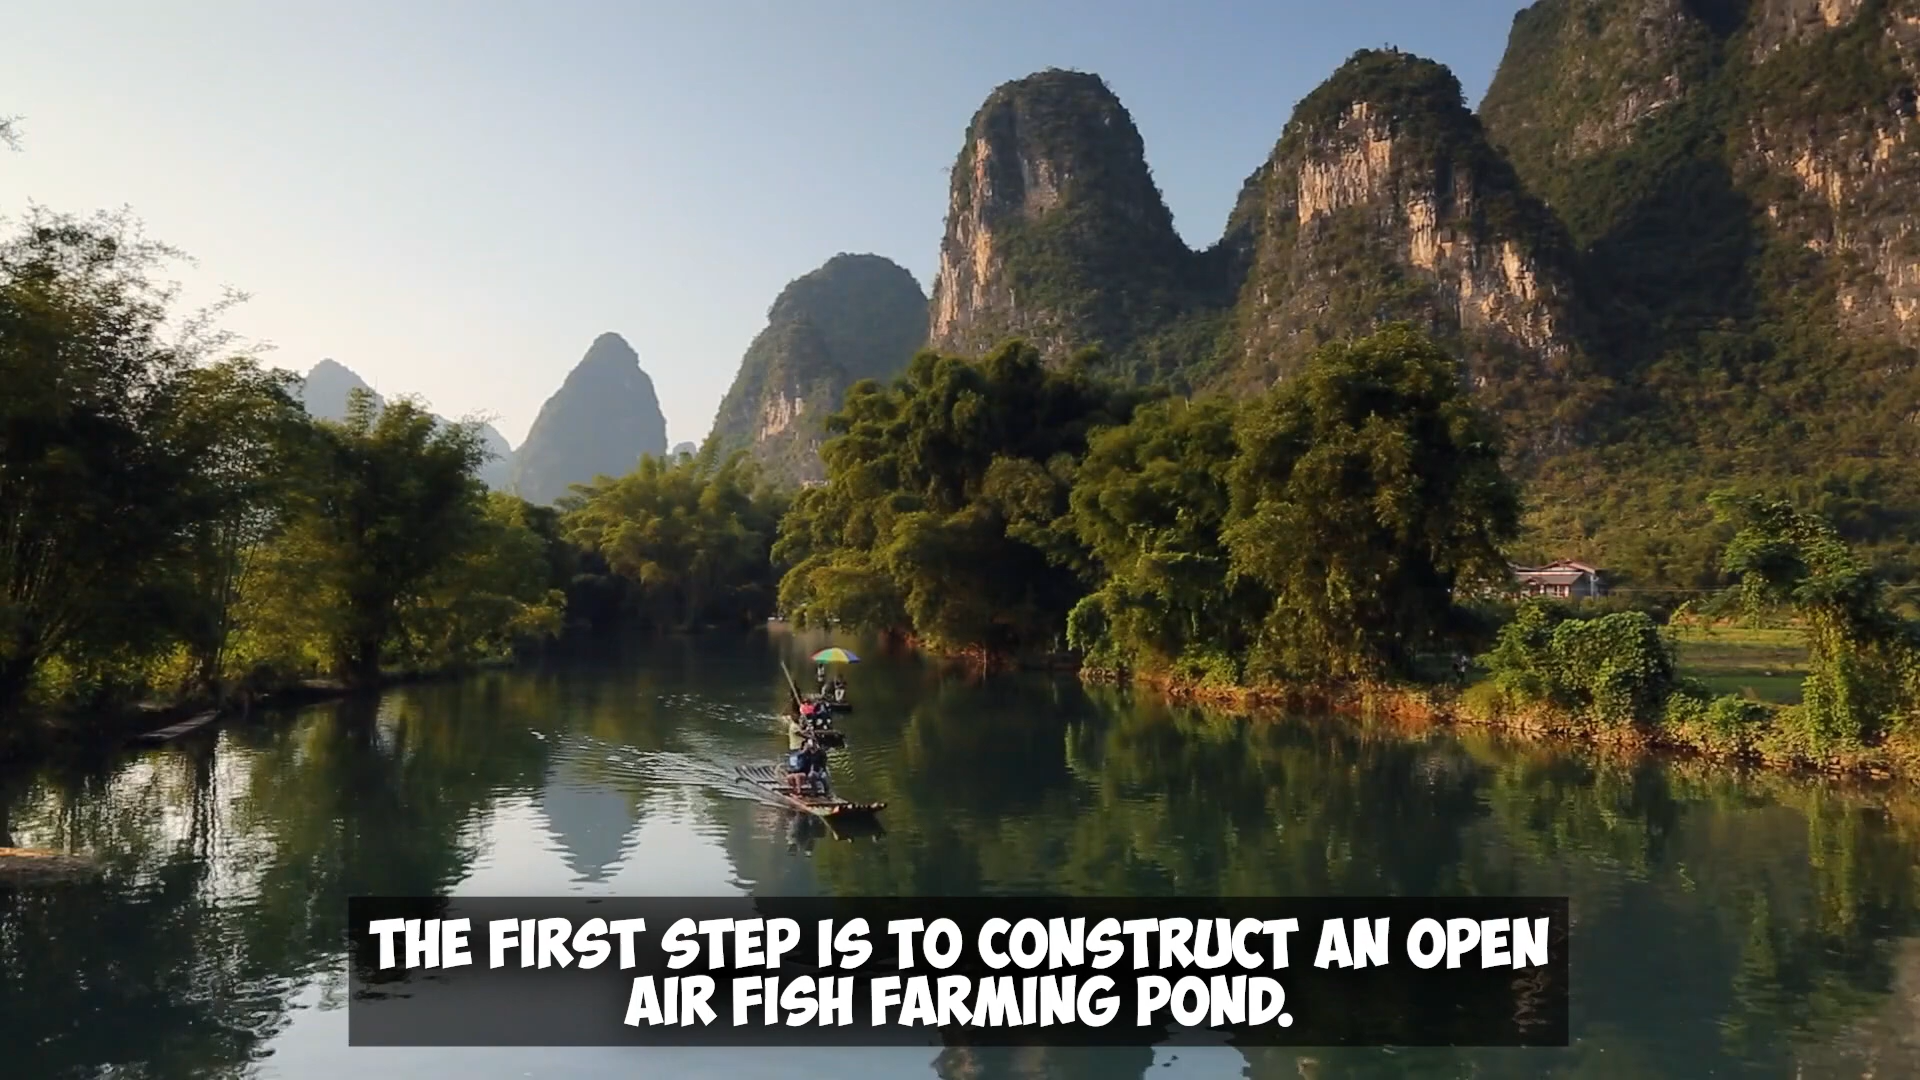 THE FIRST STEP IS TO CONSTRUCT AN OPEN
AIR FISH FARMING POND.